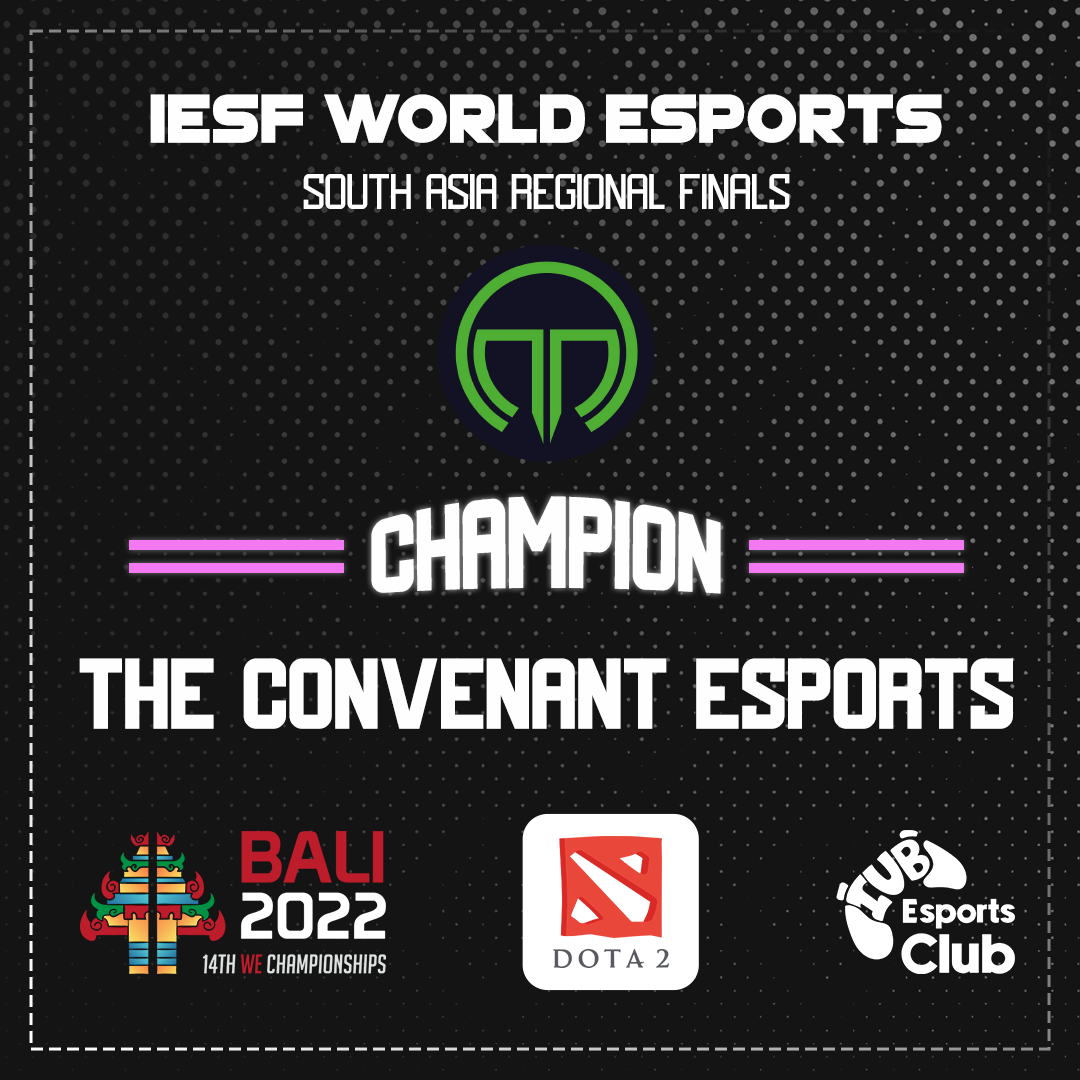 IESF WORLD ESPORTS
SOUTH ASIA REGIONAL FINALS
CHAMPION
THE CONVENANT ESPORTS
BALI
2022
14TH WE CHAMPIONSHIPS
DOTA 2
IUB
Esports
Club